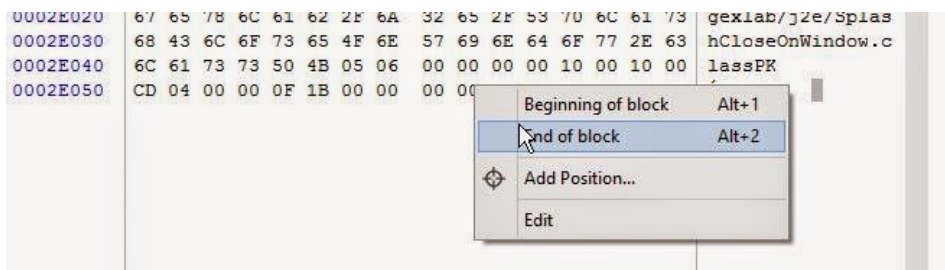 0002E020 67 65 78 6C 61 62 2F 6A 32 65 2F 53 70 6C 61 73 gexlab/j2e/Splas
0002E030 68 43 6C 6F 73 65 4F 6E 57 69 6E 64 6F 77 2E 63 hCloseOnWindow.c
0002E040 6C 61 73 73 50 4B 05 06 00 00 00 00 10 00 10 00 lassPK
0002E050 CD 04 00 00 0F 1B 00 00 00 00
Beginning of block Alt+1
End of block Alt+2
Add Position...
Edit